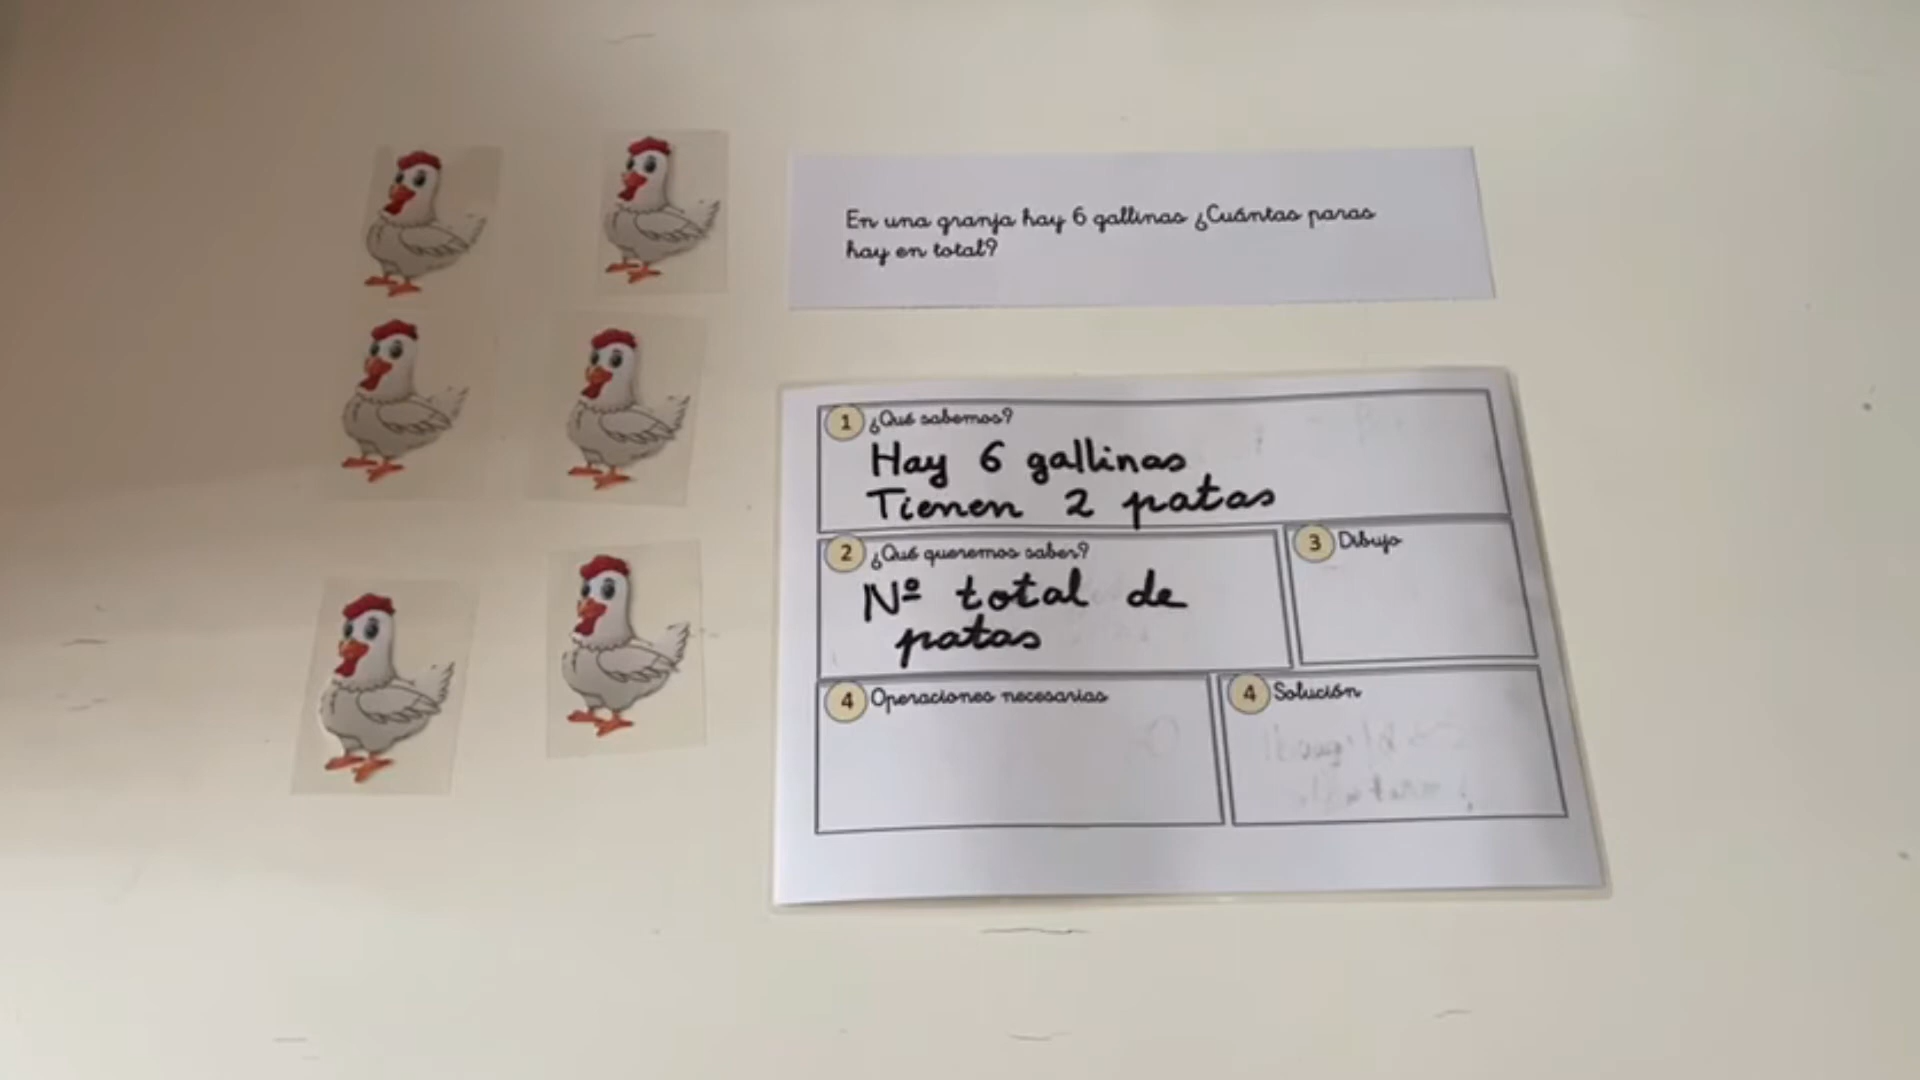 En una granja hay 6 gallinas ¿Cuántas paras
hay en total?
1 ¿Qué sabemos?
Hay 6 gallinas
Tienen 2 patas
2 ¿Qué queremos saber?
Nº total de
patas
3 Dibujo
4 Operaciones necesarias
4 Solución